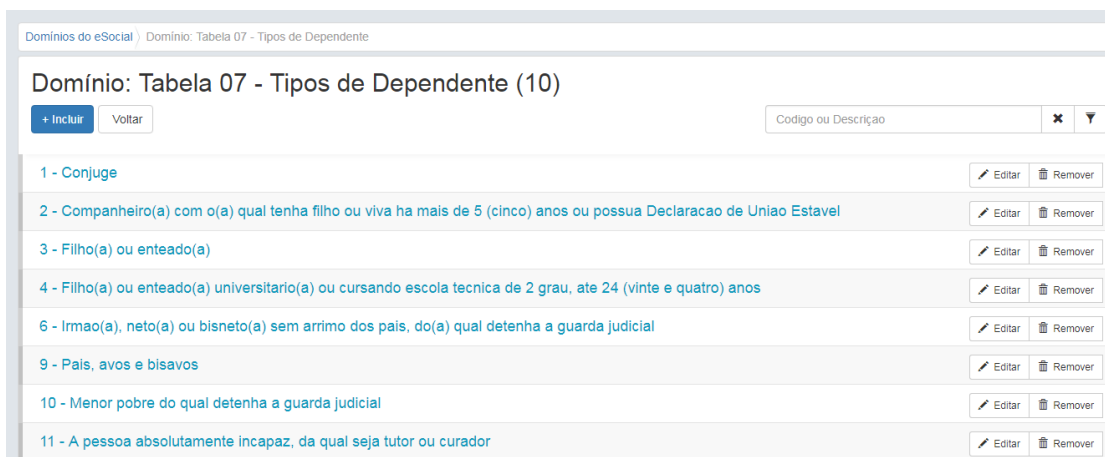 Domínios do eSocial Domínio: Tabela 07 - Tipos de Dependente
Domínio: Tabela 07 - Tipos de Dependente (10)
+ Incluir Voltar Codigo ou Descriçao
1 - Conjuge Editar Remover
2 - Companheiro(a) com o(a) qual tenha filho ou viva ha mais de 5 (cinco) anos ou possua Declaracao de Uniao Estavel Editar Remover
3 - Filho(a) ou enteado(a) Editar Remover
4 - Filho(a) ou enteado(a) universitario(a) ou cursando escola tecnica de 2 grau, ate 24 (vinte e quatro) anos Editar Remover
6 - Irmao(a), neto(a) ou bisneto(a) sem arrimo dos pais, do(a) qual detenha a guarda judicial Editar Remover
9 - Pais, avos e bisavos Editar Remover
10 - Menor pobre do qual detenha a guarda judicial Editar Remover
11 - A pessoa absolutamente incapaz, da qual seja tutor ou curador Editar Remover